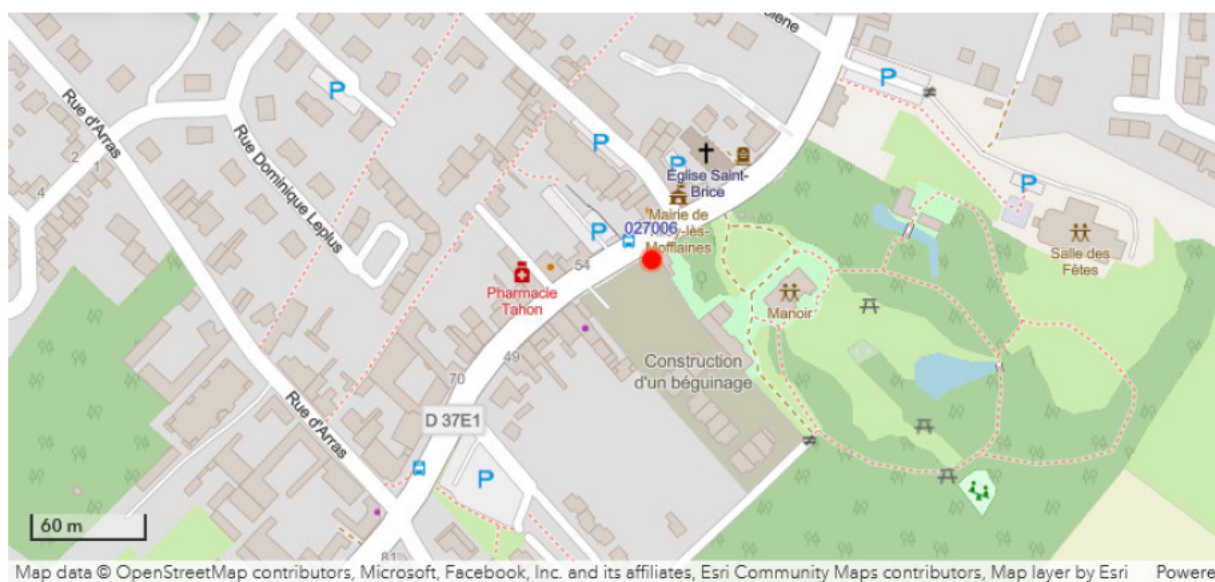 Rue d'Arras
Rue Dominique Leplus
2
1
4
P
P
P
P
P
Église Saint-
Brice
Mairie de
Mofflaines
027006
P
54
Pharmacie
Tahon
Salle des
Fêtes
Manoir
49
Construction
d'un béguinage
70
D 37E1
Rue d'Arras
P
81
60 m
Map data © OpenStreetMap contributors, Microsoft, Facebook, Inc. and its affiliates, Esri Community Maps contributors, Map layer by Esri
Powere